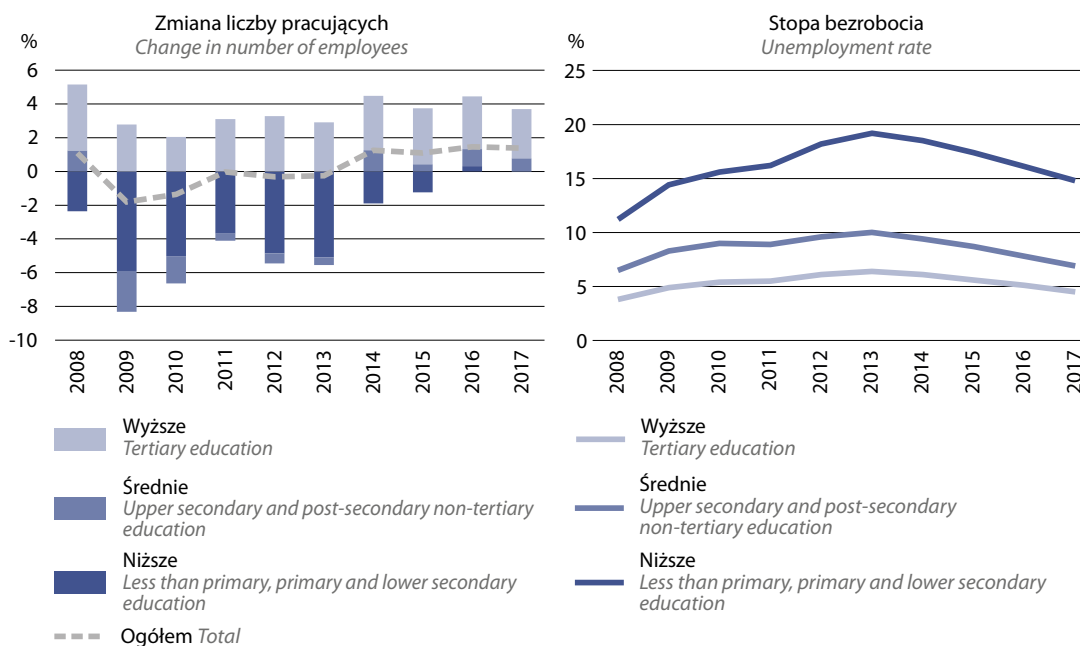 Zmiana liczby pracujących
Change in number of employees
%
6
4
2
0
-2
-4
-6
-8
-10
2008
2009
2010
2011
2012
2013
2014
2015
2016
2017
Wyższe
Tertiary education
Średnie
Upper secondary and post-secondary non-tertiary
education
Niższe
Less than primary, primary and lower secondary
education
Ogółem Total
Stopa bezrobocia
Unemployment rate
%
25
20
15
10
5
0
2008
2009
2010
2011
2012
2013
2014
2015
2016
2017
Wyższe
Tertiary education
Średnie
Upper secondary and post-secondary
non-tertiary education
Niższe
Less than primary, primary and lower secondary
education